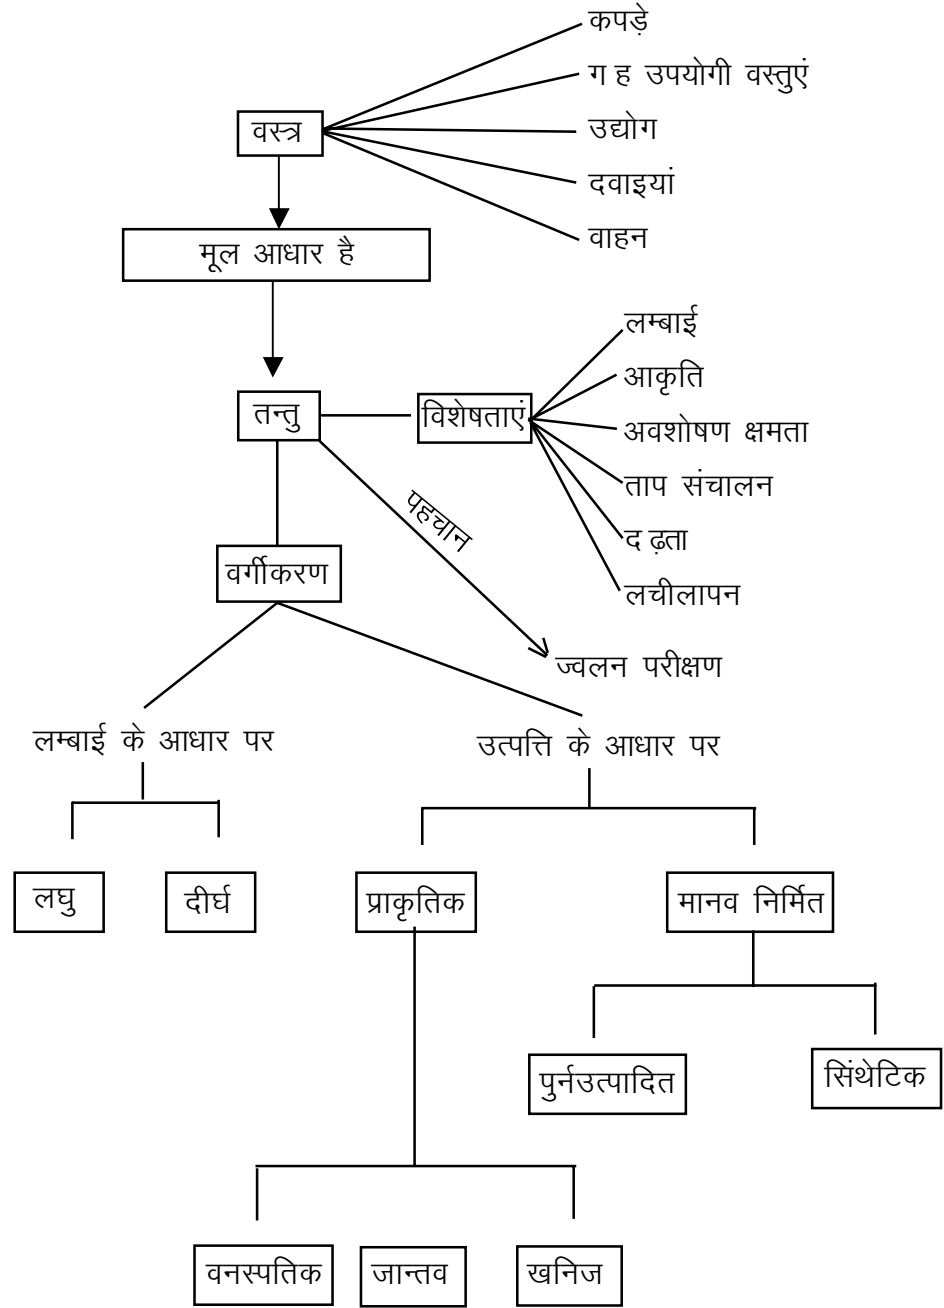 कपड़े
ग ह उपयोगी वस्तुएं
वस्त्र
उद्योग
दवाइयां
वाहन
मूल आधार है
लम्बाई
आकृति
तन्तु
विशेषताएं
अवशोषण क्षमता
ताप संचालन
द ढ़ता
लचीलापन
पहचान
वर्गीकरण
ज्वलन परीक्षण
लम्बाई के आधार पर
उत्पत्ति के आधार पर
लघु
दीर्घ
प्राकृतिक
मानव निर्मित
पुर्नउत्पादित
सिंथेटिक
वनस्पतिक
जान्तव
खनिज